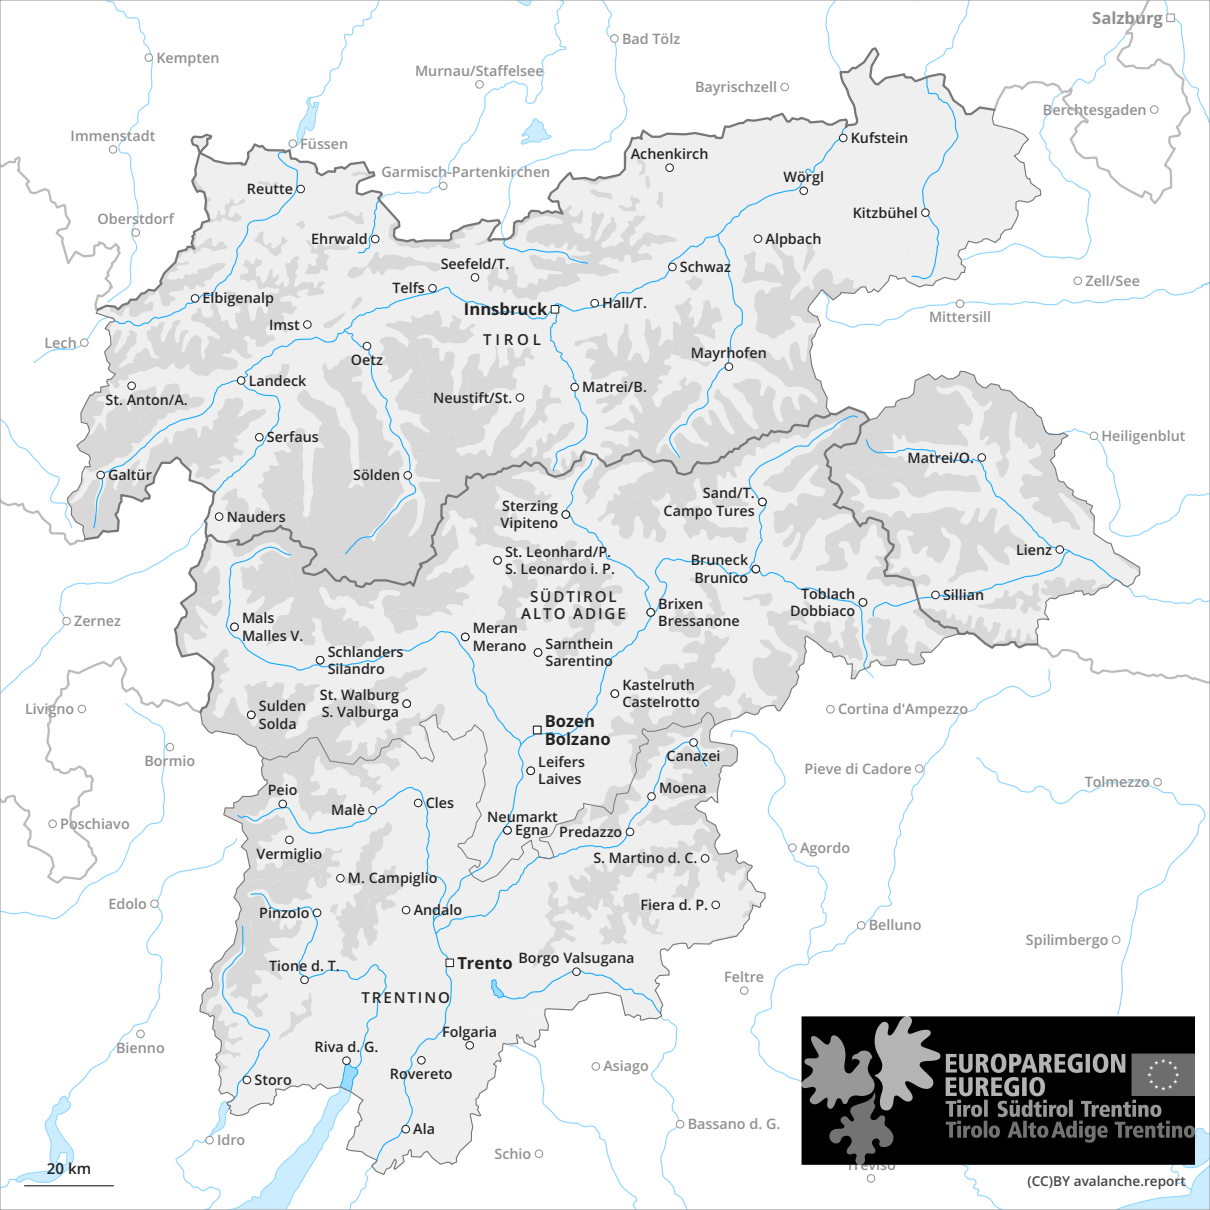 Salzburg
Bad Tölz
Kempten
Murnau/Staffelsee
Bayrischzell
Berchtesgaden
Immenstadt
Füssen
Kufstein
Achenkirch
Garmisch-Partenkirchen
Wörgl
Reutte
Oberstdorf
Kitzbühel
Ehrwald
Alpbach
Seefeld/T.
Schwaz
Zell/See
Telfs
Elbigenalp
Hall/T.
Innsbruck
Mittersill
Imst
TIROL
Lech
Oetz
Mayrhofen
Landeck
Matrei/B.
St. Anton/A.
Neustift/St.
Serfaus
Heiligenblut
Matrei/O.
Galtür
Sölden
Sand/T.
Campo Tures
Sterzing
Vipiteno
Nauders
Lienz
St. Leonhard/P.
S. Leonardo i. P.
Bruneck
Brunico
SÜDTIROL
ALTO ADIGE
Toblach
Dobbiaco
Sillian
Brixen
Bressanone
Zernez
Mals
Malles V.
Meran
Merano
Sarnthein
Sarentino
Schlanders
Silandro
Kastelruth
Castelrotto
St. Walburg
S. Valburga
Sulden
Solda
Livigno
Cortina d'Ampezzo
Bozen
Bolzano
Bormio
Canazei
Leifers
Laives
Pieve di Cadore
Tolmezzo
Peio
Moena
Malè
Cles
Neumarkt
Egna
Predazzo
Poschiavo
Vermiglio
Agordo
S. Martino d. C.
M. Campiglio
Edolo
Fiera d. P.
Pinzolo
Andalo
Belluno
Spilimbergo
Borgo Valsugana
Trento
Tione d. T.
Feltre
TRENTINO
Folgaria
Bienno
Riva d. G.
Asiago
Rovereto
Storo
EUROPAREGION
EUREGIO
Tirol Südtirol Trentino
Tirolo Alto Adige Trentino
Bassano d. G.
Ala
Idro
Schio
Treviso
20 km
(CC)BY avalanche.report